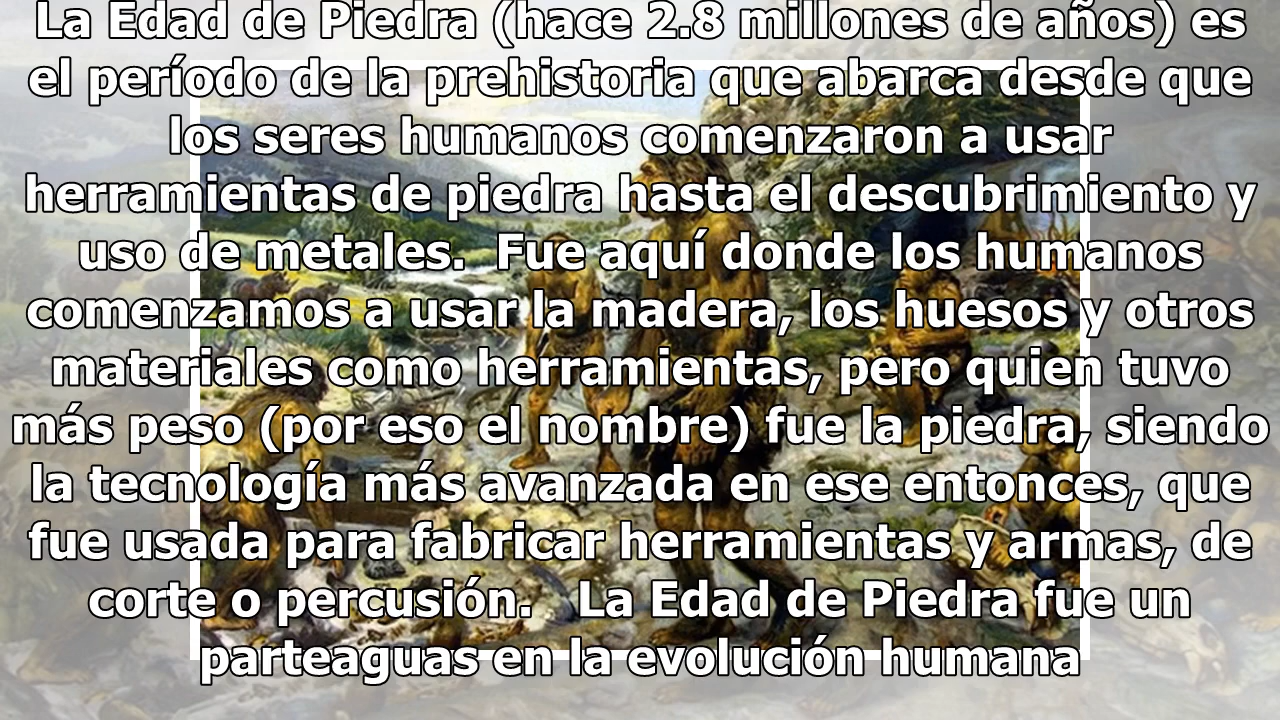 La Edad de Piedra (hace 2.8 millones de años) es
el período de la prehistoria que abarca desde que
los seres humanos comenzaron a usar
herramientas de piedra hasta el descubrimiento y
uso de metales.  Fue aquí donde los humanos
comenzamos a usar la madera, los huesos y otros
materiales como herramientas, pero quien tuvo
más peso (por eso el nombre) fue la piedra, siendo
la tecnología más avanzada en ese entonces, que
fue usada para fabricar herramientas y armas, de
corte o percusión.   La Edad de Piedra fue un
parteaguas en la evolución humana